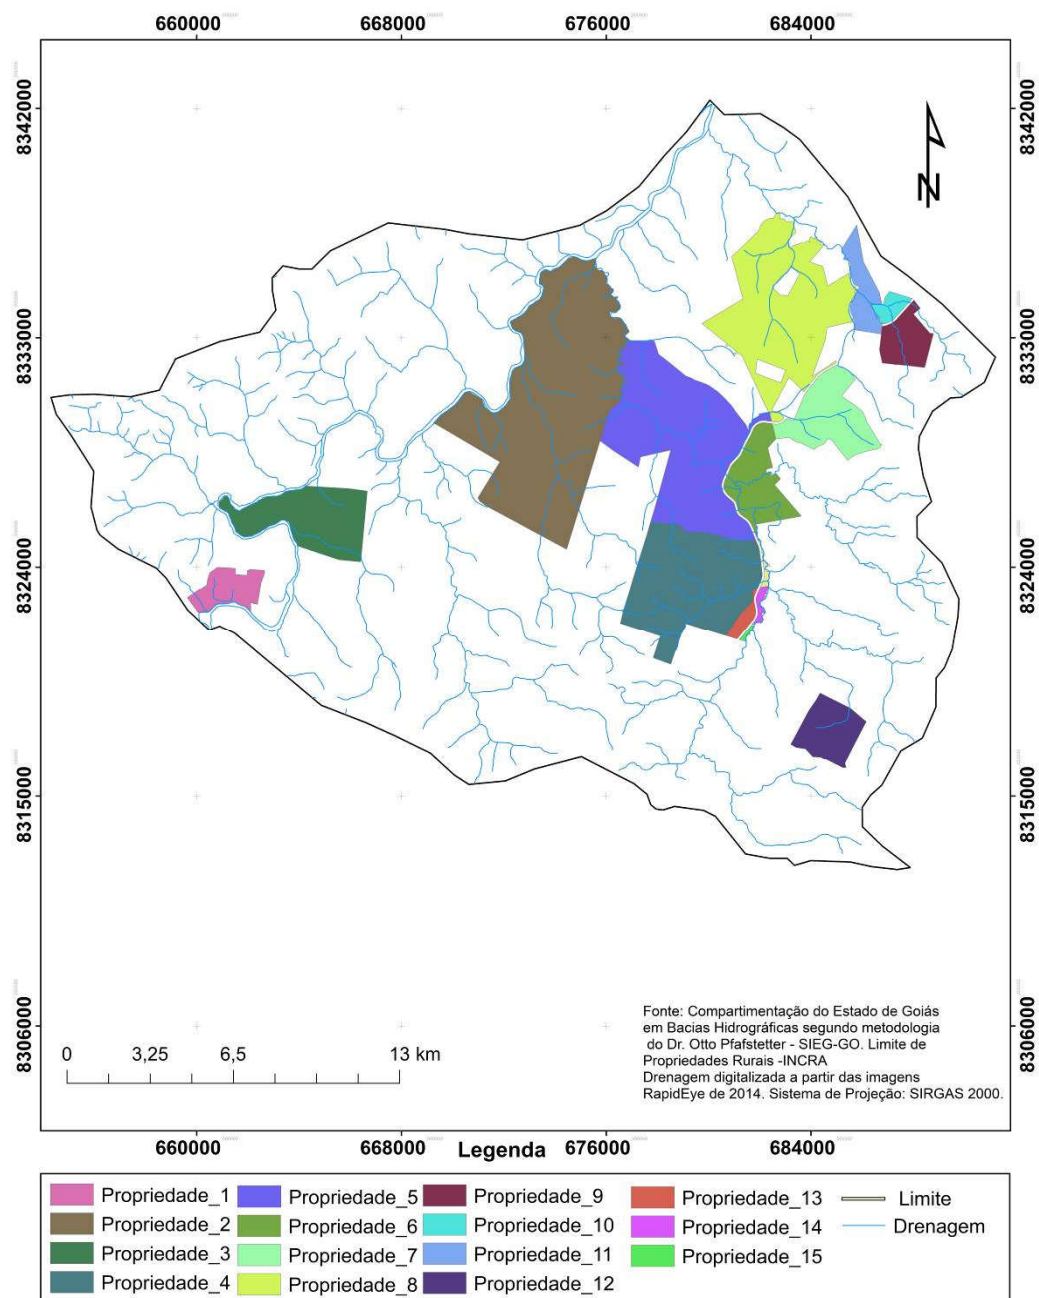 660000 668000 676000 684000
8342000 8342000
N
8333000 8333000
8324000 8324000
8315000 8315000
8306000 8306000
Fonte: Compartimentação do Estado de Goiás
em Bacias Hidrográficas segundo metodologia
do Dr. Otto Pfafstetter - SIEG-GO. Limite de
Propriedades Rurais -INCRA
Drenagem digitalizada a partir das imagens
RapidEye de 2014. Sistema de Projeção: SIRGAS 2000.
0 3,25 6,5 13 km
660000 668000 676000 684000
Legenda
Propriedade_1 Propriedade_5 Propriedade_9 Propriedade_13 Limite
Propriedade_2 Propriedade_6 Propriedade_10 Propriedade_14 Drenagem
Propriedade_3 Propriedade_7 Propriedade_11 Propriedade_15
Propriedade_4 Propriedade_8 Propriedade_12